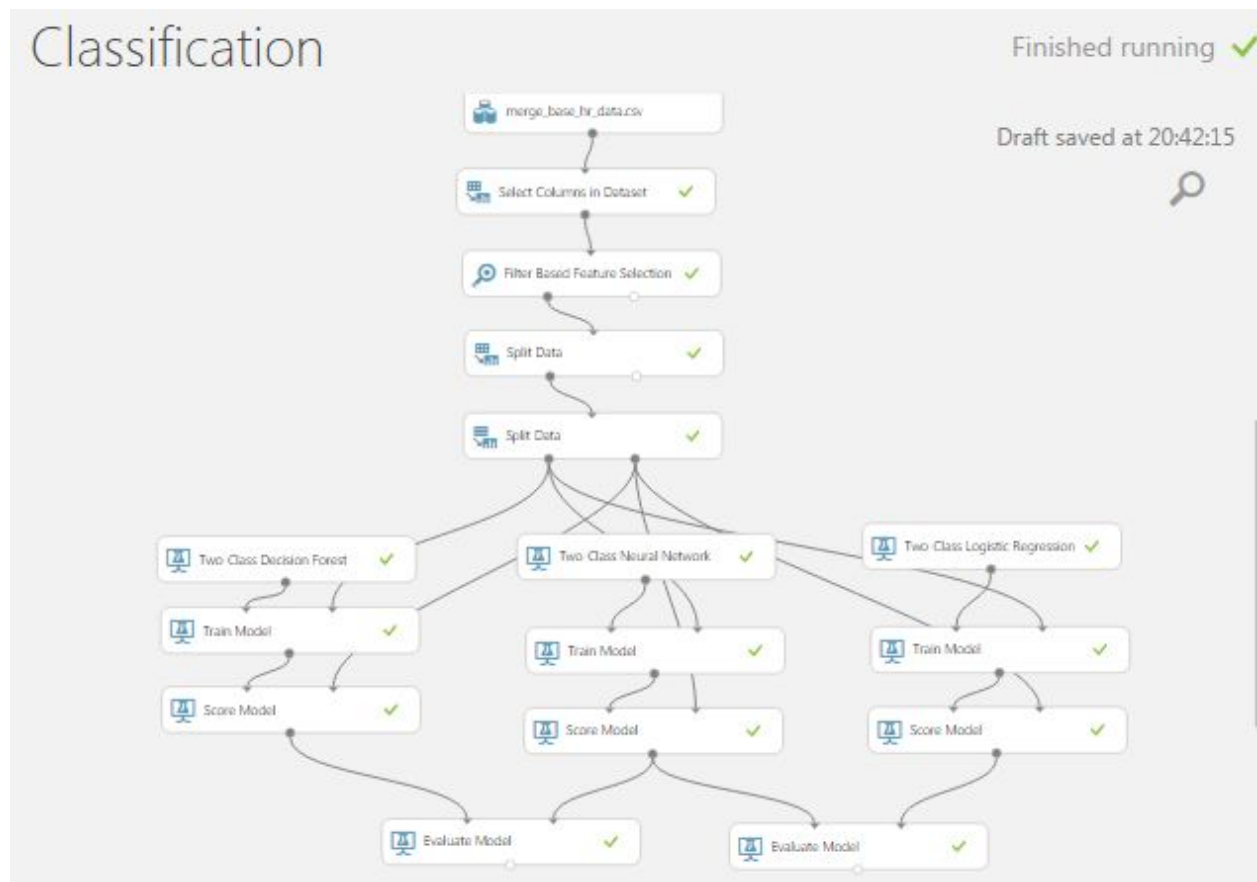 Classification
Finished running
merge_base_hr_data.csv
Draft saved at 20:42:15
Select Columns in Dataset
Filter Based Feature Selection
Split Data
Split Data
Two-Class Decision Forest
Two-Class Neural Network
Two-Class Logistic Regression
Train Model
Train Model
Train Model
Score Model
Score Model
Score Model
Evaluate Model
Evaluate Model